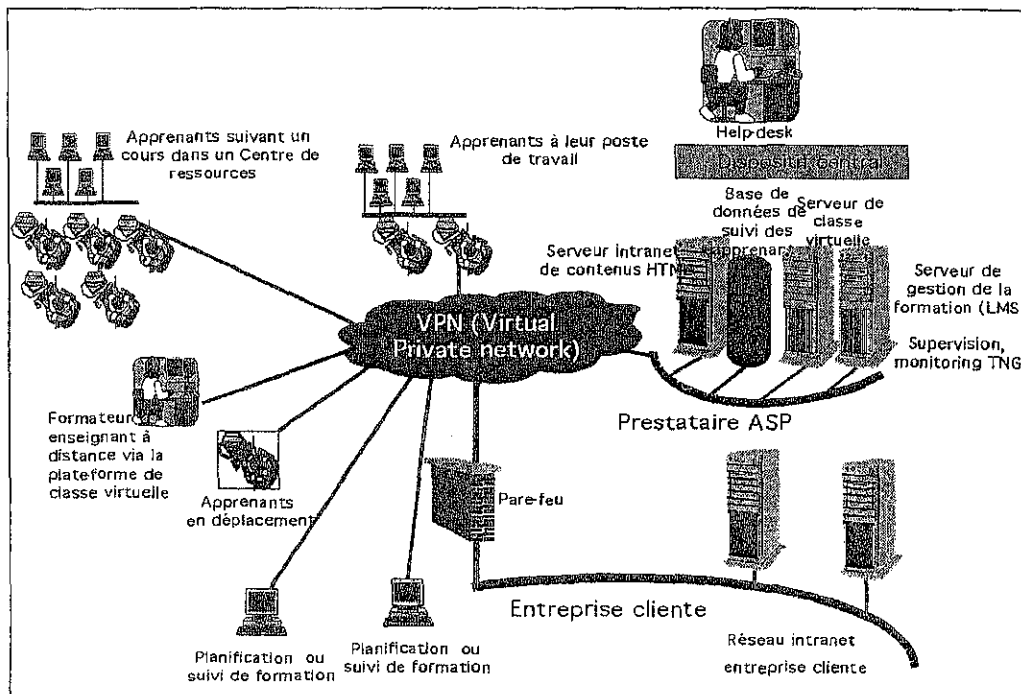 Apprenants suivant un
cours dans un Centre de
ressources
Apprenants à leur poste
de travail
Help-desk
Dispositif central
Base de
données de
suivi des
apprenant
Serveur de
classe
virtuelle
Serveur intranet
de contenus HTML
Serveur de
gestion de la
formation (LMS
Supervision,
monitoring TNG
VPN (Virtual
Private network)
Prestataire ASP
Formateur
enseignant à
distance via la
plateforme de
classe virtuelle
Apprenants
en déplacement
Pare-feu
Entreprise cliente
Planification ou
suivi de formation
Planification ou
suivi de formation
Réseau intranet
entreprise cliente